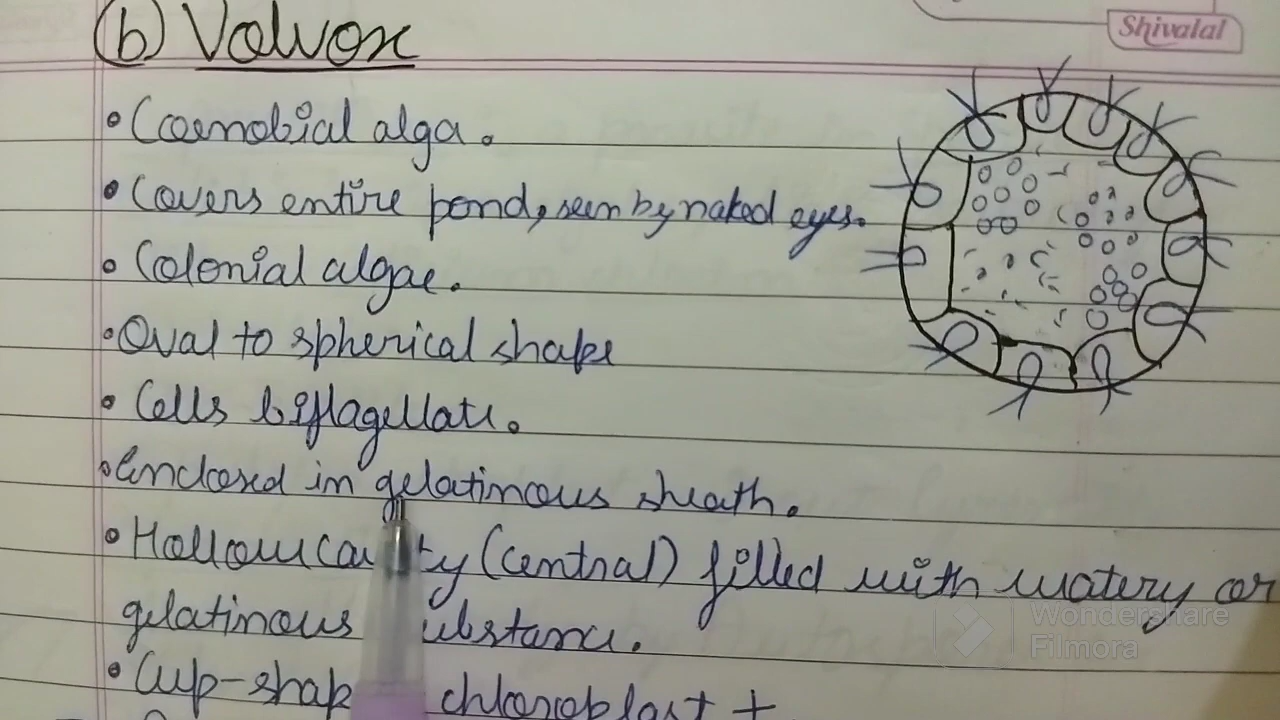 Shivalal
(b) Volvox
• Coenobial alga.
• Covers entire pond, seen by naked eyes.
• Colonial algae.
• Oval to spherical shape
• Cells biflagellate.
• Enclosed in gelatinous sheath.
• Hollow cavity (central) filled with watery or
gelatinous substance.
• Cup-shap chloroplast +
Wondershare
Filmora